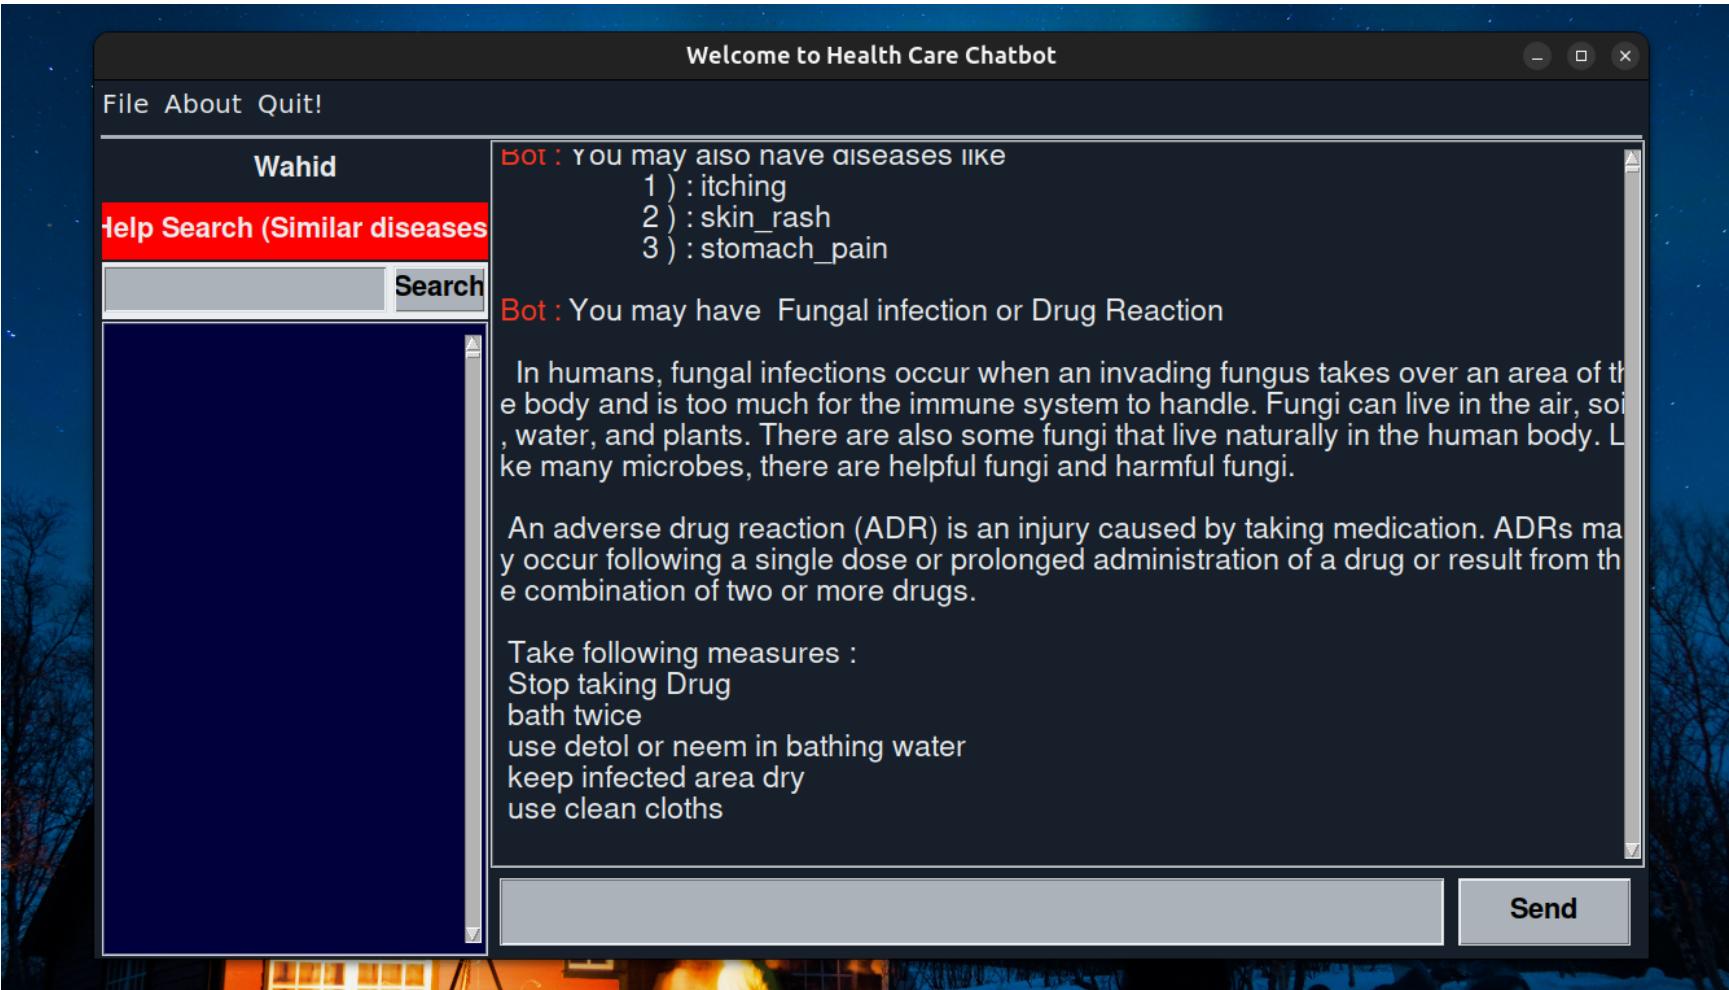 Welcome to Health Care Chatbot
File About Quit!
Wahid
Help Search (Similar diseases
Search
Bot : You may also have diseases like
1 ) : itching
2 ) : skin_rash
3 ) : stomach_pain
Bot : You may have Fungal infection or Drug Reaction
In humans, fungal infections occur when an invading fungus takes over an area of th
e body and is too much for the immune system to handle. Fungi can live in the air, soi
, water, and plants. There are also some fungi that live naturally in the human body. L
ke many microbes, there are helpful fungi and harmful fungi.
An adverse drug reaction (ADR) is an injury caused by taking medication. ADRs ma
y occur following a single dose or prolonged administration of a drug or result from th
e combination of two or more drugs.
Take following measures :
Stop taking Drug
bath twice
use detol or neem in bathing water
keep infected area dry
use clean cloths
Send